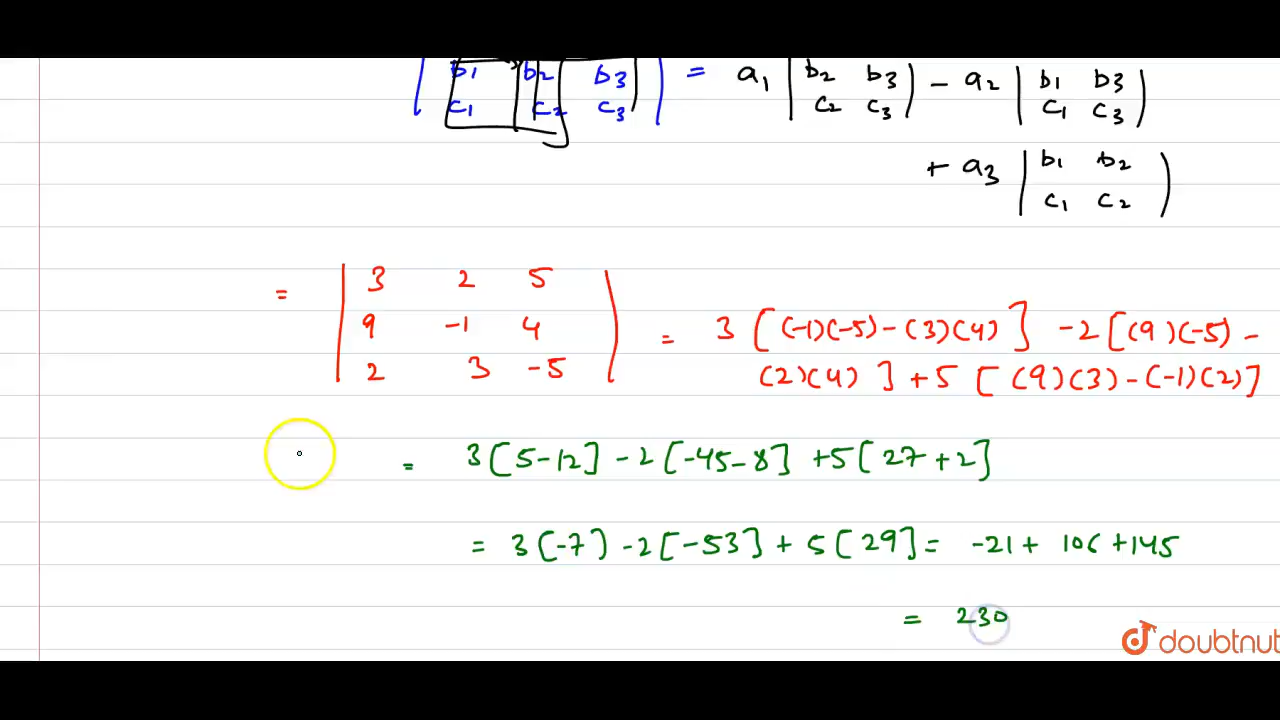 | b1 b2 b3 | = a1 | b2 b3 | - a2 | b1 b3 |
| c1 c2 c3 | | c2 c3 | | c1 c3 |
+ a3 | b1 b2 |
| c1 c2 |
= | 3 2 5 |
| 9 -1 4 | = 3 [(-1)(-5) - (3)(4)] -2 [(9)(-5) -
| 2 3 -5 | (2)(4)] + 5 [(9)(3) - (-1)(2)]
= 3 [5-12] - 2 [-45-8] +5 [27 +2]
= 3 [-7] -2 [-53] + 5 [29] = -21 + 106 +145
= 230
doubtnut